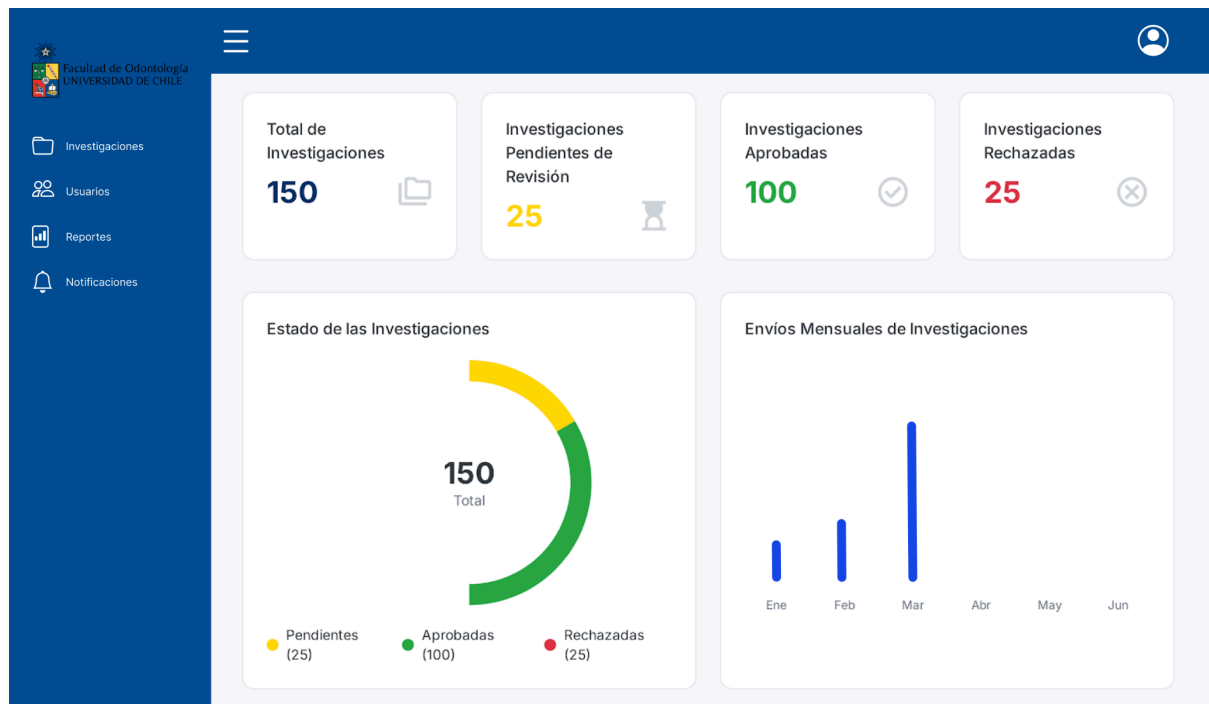 Facultad de Odontología
UNIVERSIDAD DE CHILE
Investigaciones
Usuarios
Reportes
Notificaciones
Total de
Investigaciones
150
Investigaciones
Pendientes de
Revisión
25
Investigaciones
Aprobadas
100
Investigaciones
Rechazadas
25
Estado de las Investigaciones
150
Total
Pendientes
(25)
Aprobadas
(100)
Rechazadas
(25)
Envíos Mensuales de Investigaciones
Ene Feb Mar Abr May Jun